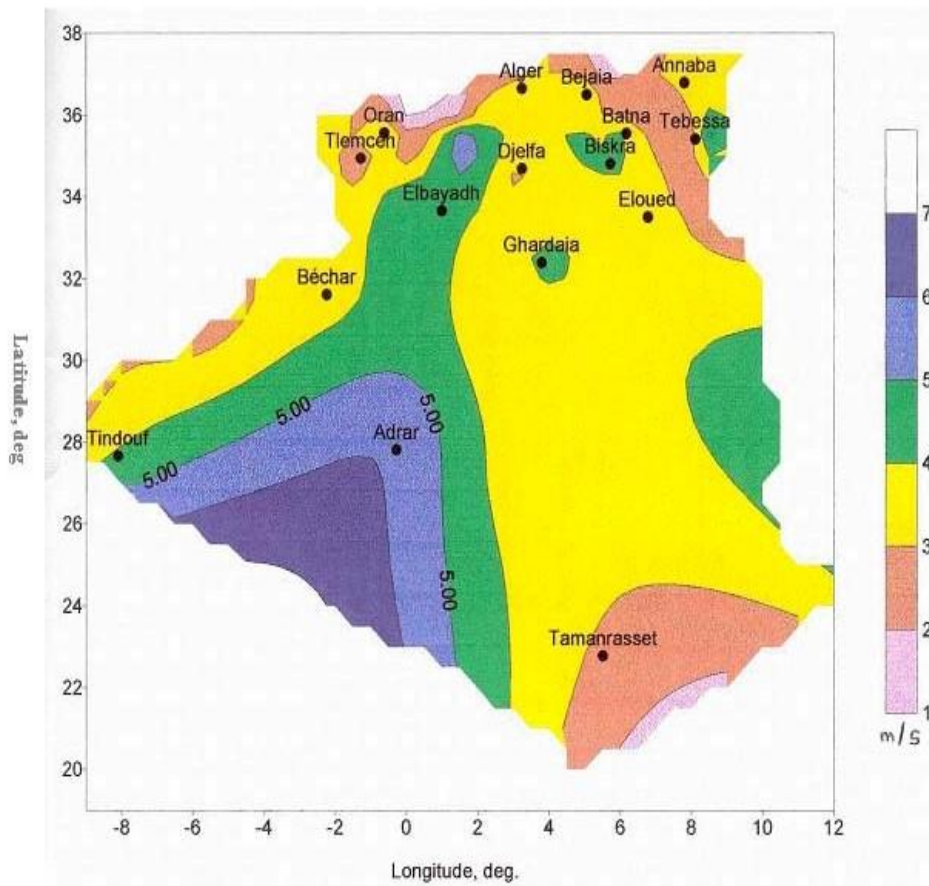 38
36
34
32
30
28
26
24
22
20
Latitude, deg
Alger
Bejaia
Annaba
Oran
Batna
Tebessa
Tlemcen
Djelfa
Biskra
Elbayadh
Eloued
Ghardaia
Béchar
Tindouf
5.00
5.00
5.00
Adrar
5.00
Tamanrasset
-8 -6 -4 -2 0 2 4 6 8 10 12
Longitude, deg.
7
6
5
4
3
2
1
m/s